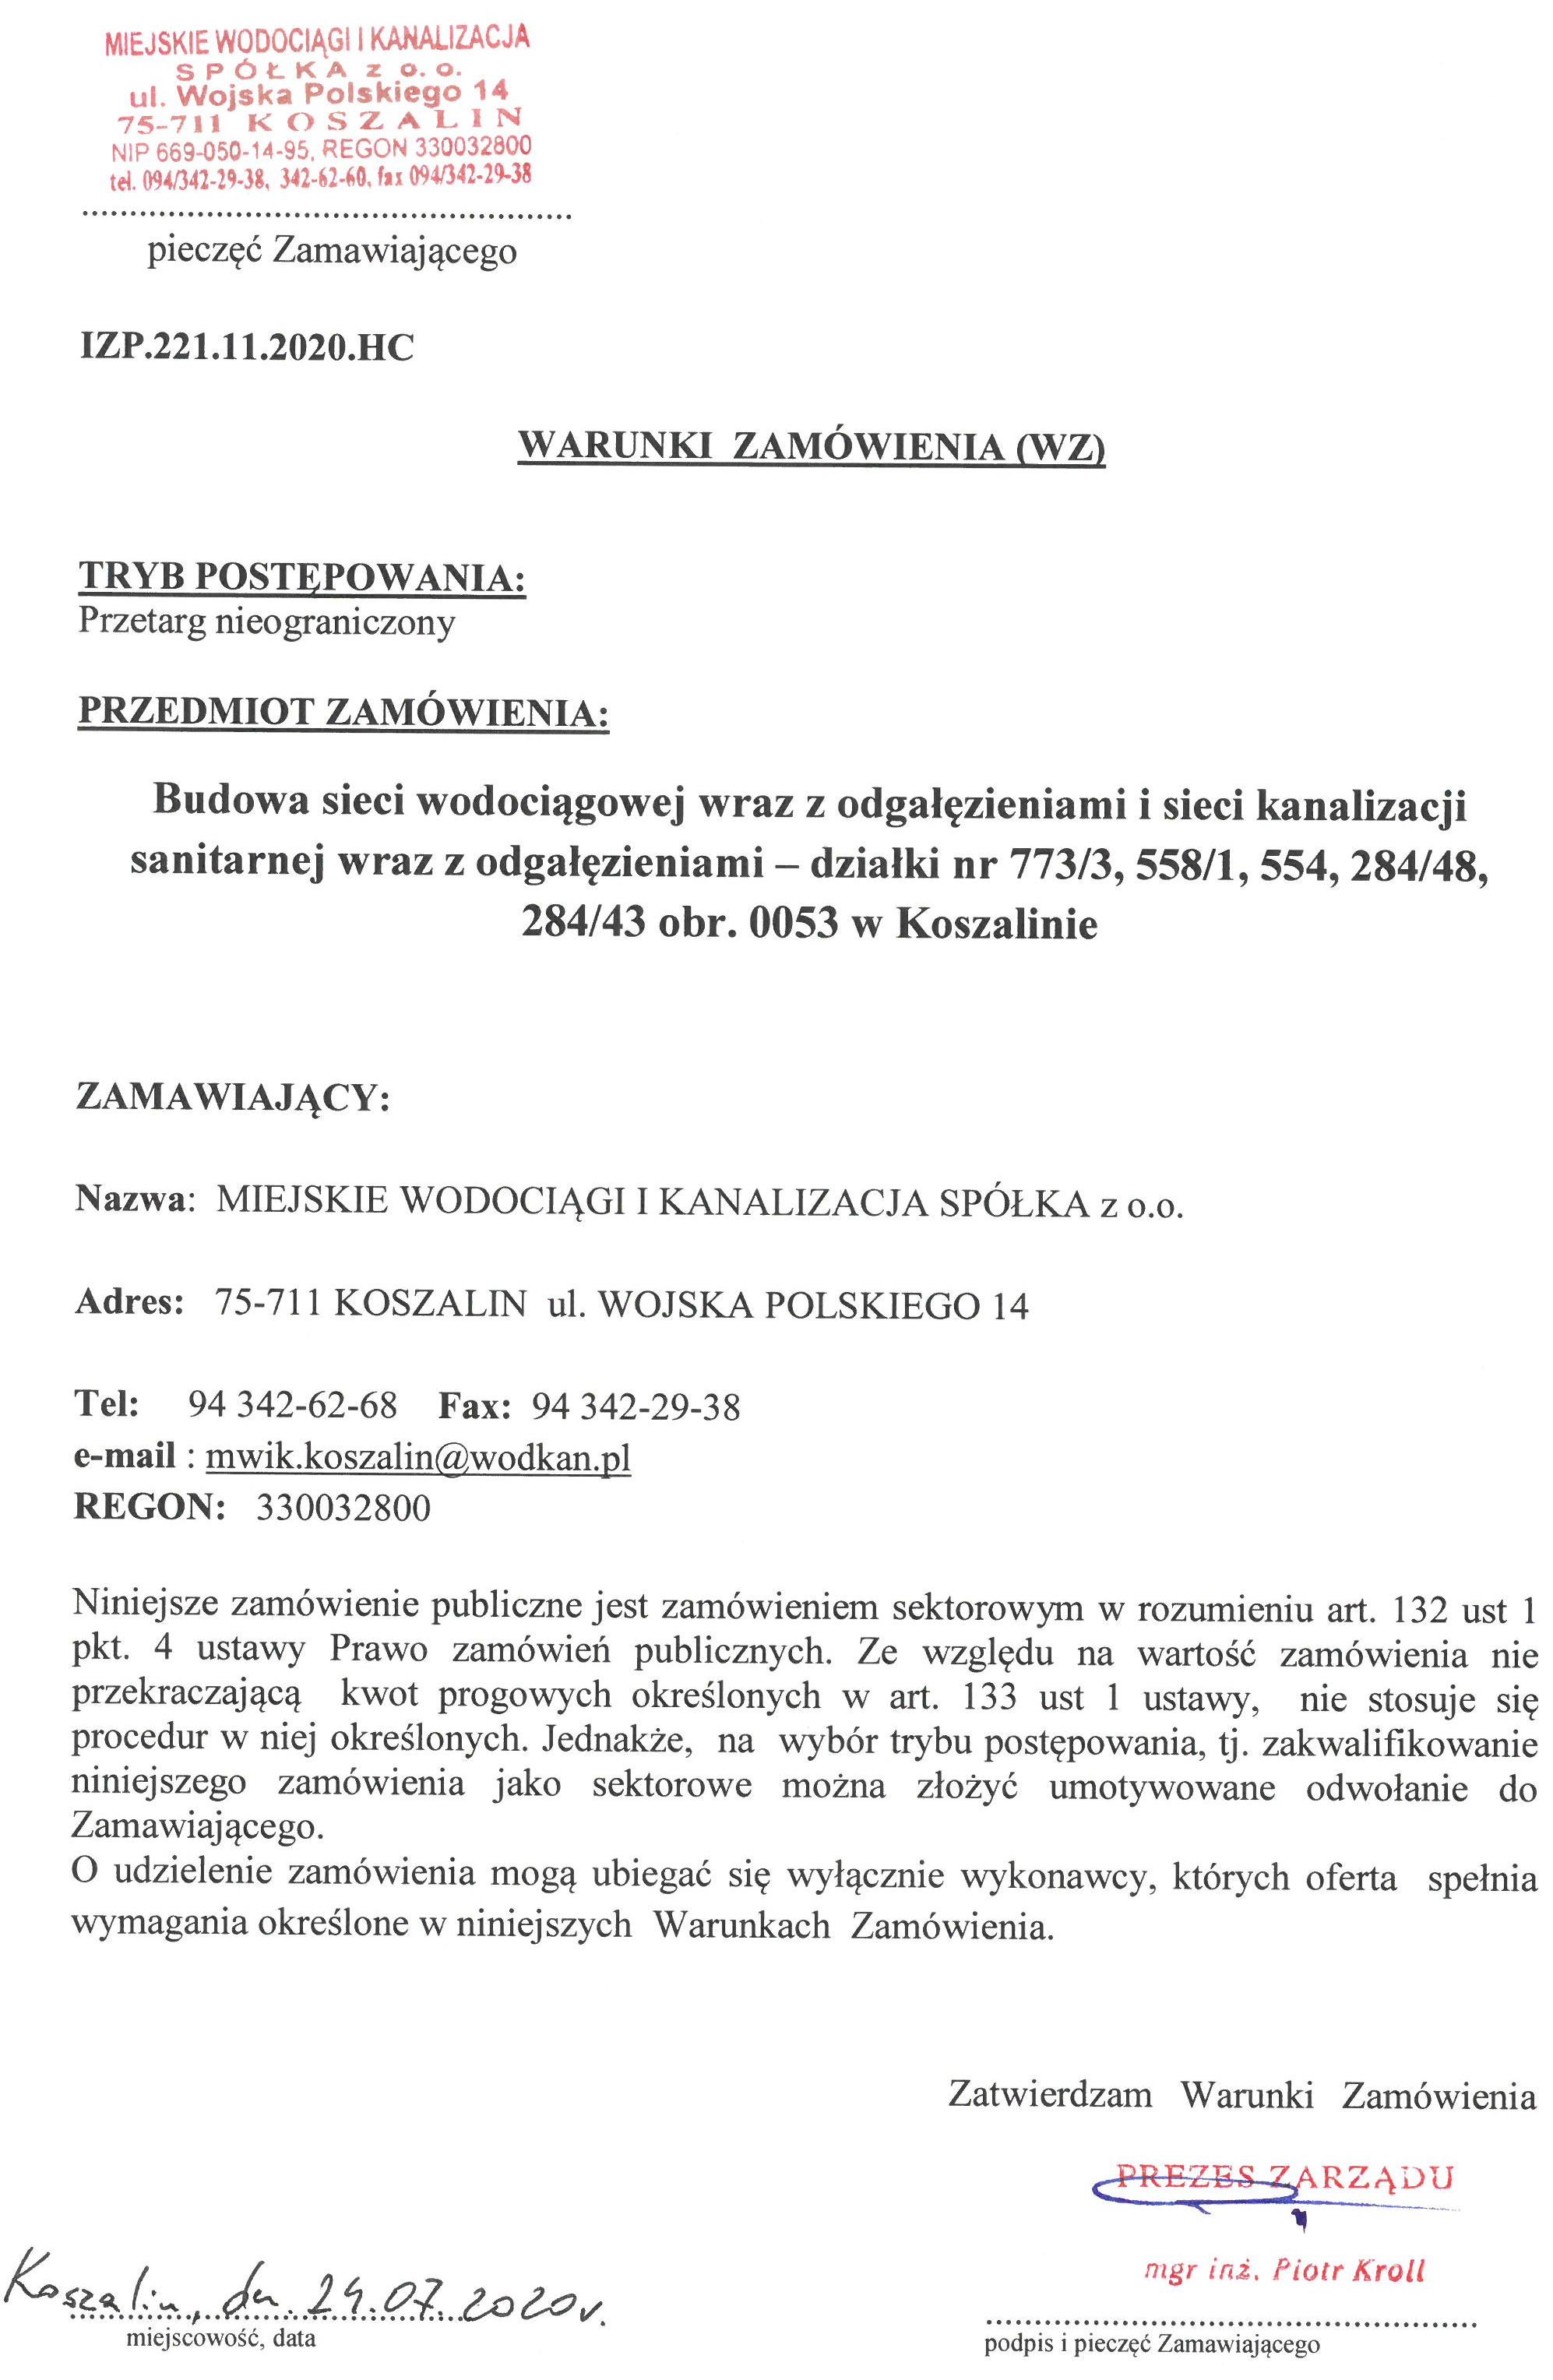 MIEJSKIE WODOCIĄGI I KANALIZACJA
SPÓŁKA z o.o.
ul. Wojska Polskiego 14
75-711 KOSZALIN
NIP 669-050-14-95, REGON 330032800
tel. 094/342-29-38, 342-62-60, fax 094/342-29-38
pieczęć Zamawiającego
IZP.221.11.2020.HC
WARUNKI ZAMÓWIENIA (WZ)
TRYB POSTĘPOWANIA:
Przetarg nieograniczony
PRZEDMIOT ZAMÓWIENIA:
Budowa sieci wodociągowej wraz z odgałęzieniami i sieci kanalizacji
sanitarnej wraz z odgałęzieniami – działki nr 773/3, 558/1, 554, 284/48,
284/43 obr. 0053 w Koszalinie
ZAMAWIAJĄCY:
Nazwa: MIEJSKIE WODOCIĄGI I KANALIZACJA SPÓŁKA z o.o.
Adres: 75-711 KOSZALIN ul. WOJSKA POLSKIEGO 14
Tel: 94 342-62-68 Fax: 94 342-29-38
e-mail : mwik.koszalin@wodkan.pl
REGON: 330032800
Niniejsze zamówienie publiczne jest zamówieniem sektorowym w rozumieniu art. 132 ust 1
pkt. 4 ustawy Prawo zamówień publicznych. Ze względu na wartość zamówienia nie
przekraczającą kwot progowych określonych w art. 133 ust 1 ustawy, nie stosuje się
procedur w niej określonych. Jednakże, na wybór trybu postępowania, tj. zakwalifikowanie
niniejszego zamówienia jako sektorowe można złożyć umotywowane odwołanie do
Zamawiającego.
O udzielenie zamówienia mogą ubiegać się wyłącznie wykonawcy, których oferta spełnia
wymagania określone w niniejszych Warunkach Zamówienia.
Zatwierdzam Warunki Zamówienia
PREZES ZARZĄDU
mgr inż. Piotr Kroll
Koszalin, dn. 24.07.2020r.
miejscowość, data
podpis i pieczęć Zamawiającego